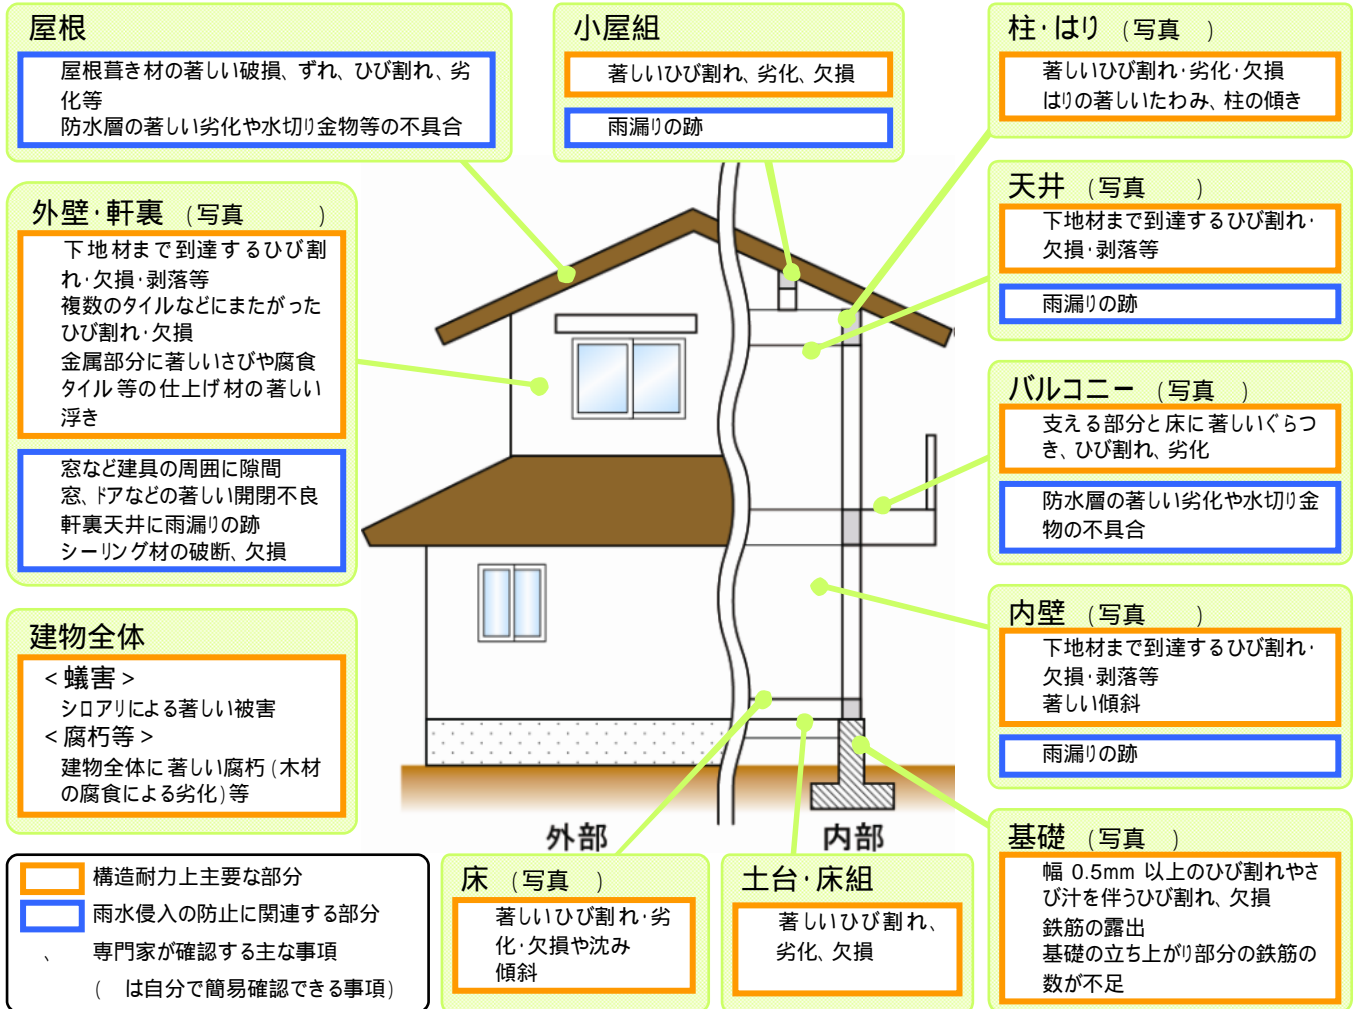 屋根
屋根葺き材の著しい破損、ずれ、ひび割れ、劣
化等
防水層の著しい劣化や水切り金物等の不具合
小屋組
著しいひび割れ、劣化、欠損
雨漏りの跡
柱・はり (写真　)
著しいひび割れ・劣化・欠損
はりの著しいたわみ、柱の傾き
外壁・軒裏 (写真　　　)
下地材まで到達するひび割
れ・欠損・剥落等
複数のタイルなどにまたがった
ひび割れ・欠損
金属部分に著しいさびや腐食
タイル等の仕上げ材の著しい
浮き
窓など建具の周囲に隙間
窓、ドアなどの著しい開閉不良
軒裏天井に雨漏りの跡
シーリング材の破断、欠損
天井 (写真　　)
下地材まで到達するひび割れ・
欠損・剥落等
雨漏りの跡
バルコニー (写真　)
支える部分と床に著しいぐらつ
き、ひび割れ、劣化
防水層の著しい劣化や水切り金
物の不具合
建物全体
<蟻害>
シロアリによる著しい被害
<腐朽等>
建物全体に著しい腐朽(木材
の腐食による劣化)等
内壁 (写真　　)
下地材まで到達するひび割れ・
欠損・剥落等
著しい傾斜
雨漏りの跡
外部
内部
構造耐力上主要な部分
雨水侵入の防止に関連する部分
、　専門家が確認する主な事項
(　は自分で簡易確認できる事項)
床 (写真　)
著しいひび割れ・劣
化・欠損や沈み
傾斜
土台・床組
著しいひび割れ、
劣化、欠損
基礎 (写真　)
幅 0.5mm 以上のひび割れやさ
び汁を伴うひび割れ、欠損
鉄筋の露出
基礎の立ち上がり部分の鉄筋の
数が不足